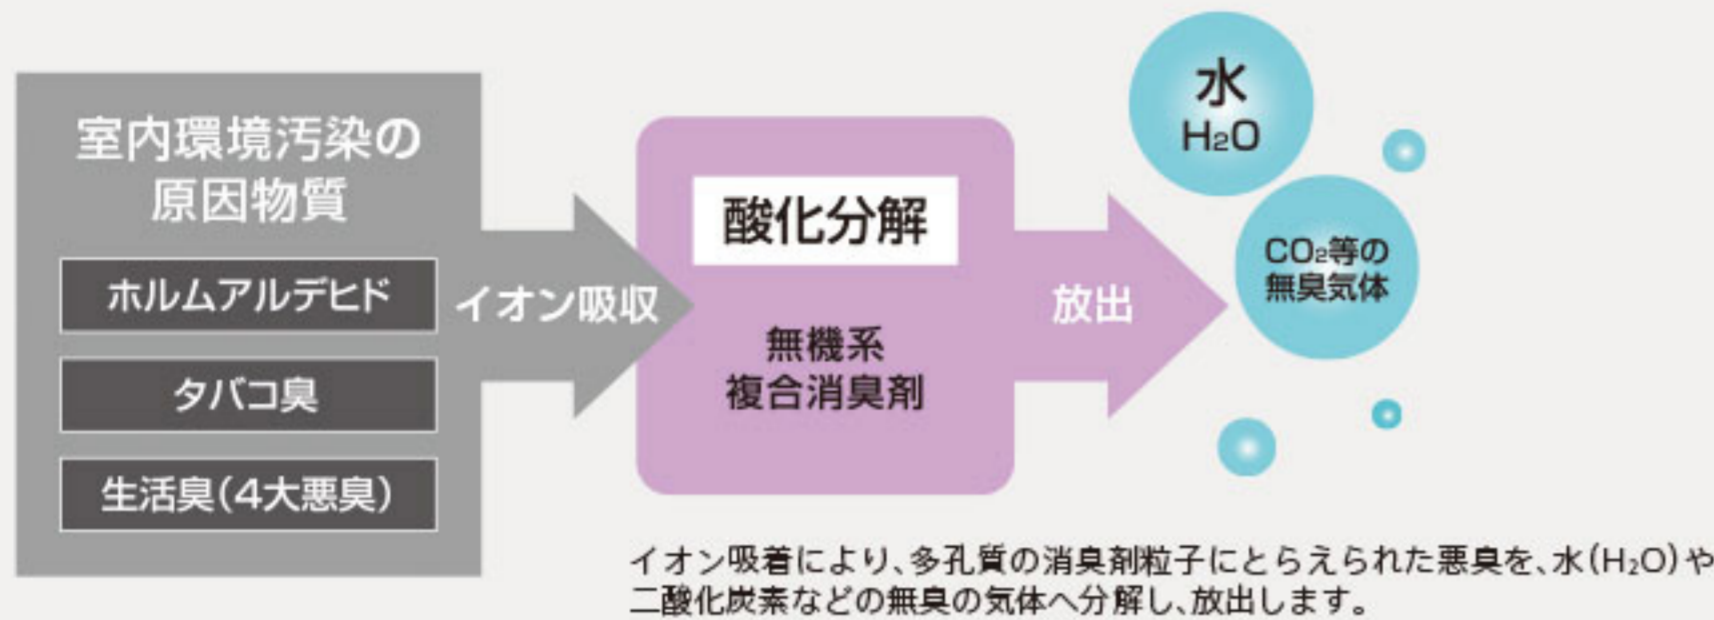 室内環境汚染の
原因物質
ホルムアルデヒド
タバコ臭
生活臭(4大悪臭)
イオン吸収
酸化分解
無機系
複合消臭剤
放出
水
H₂O
CO₂等の
無臭気体
イオン吸着により、多孔質の消臭剤粒子にとらえられた悪臭を、水(H₂O)や
二酸化炭素などの無臭の気体へ分解し、放出します。